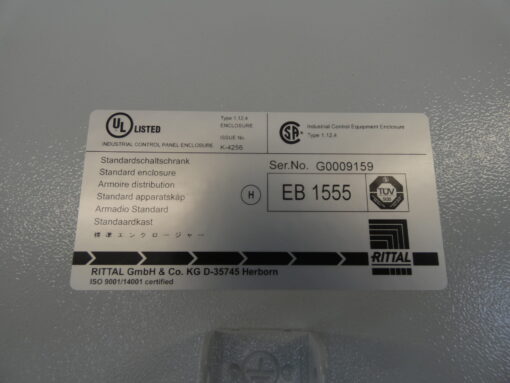 UL LISTED
INDUSTRIAL CONTROL PANEL ENCLOSURE
Type 1.12.4
ENCLOSURE
ISSUE No.
K-4256
Industrial Control Equipment Enclosure
Type 1.12.4
Standardschaltschrank
Standard enclosure
Armoire distribution
Standard apparatskåp
Armadio Standard
Standaardkast
標準エンクロージャー
Ser.No. G0009159
H
EB 1555
TÜV
RITTAL
RITTAL GmbH & Co. KG D-35745 Herborn
ISO 9001/14001 certified